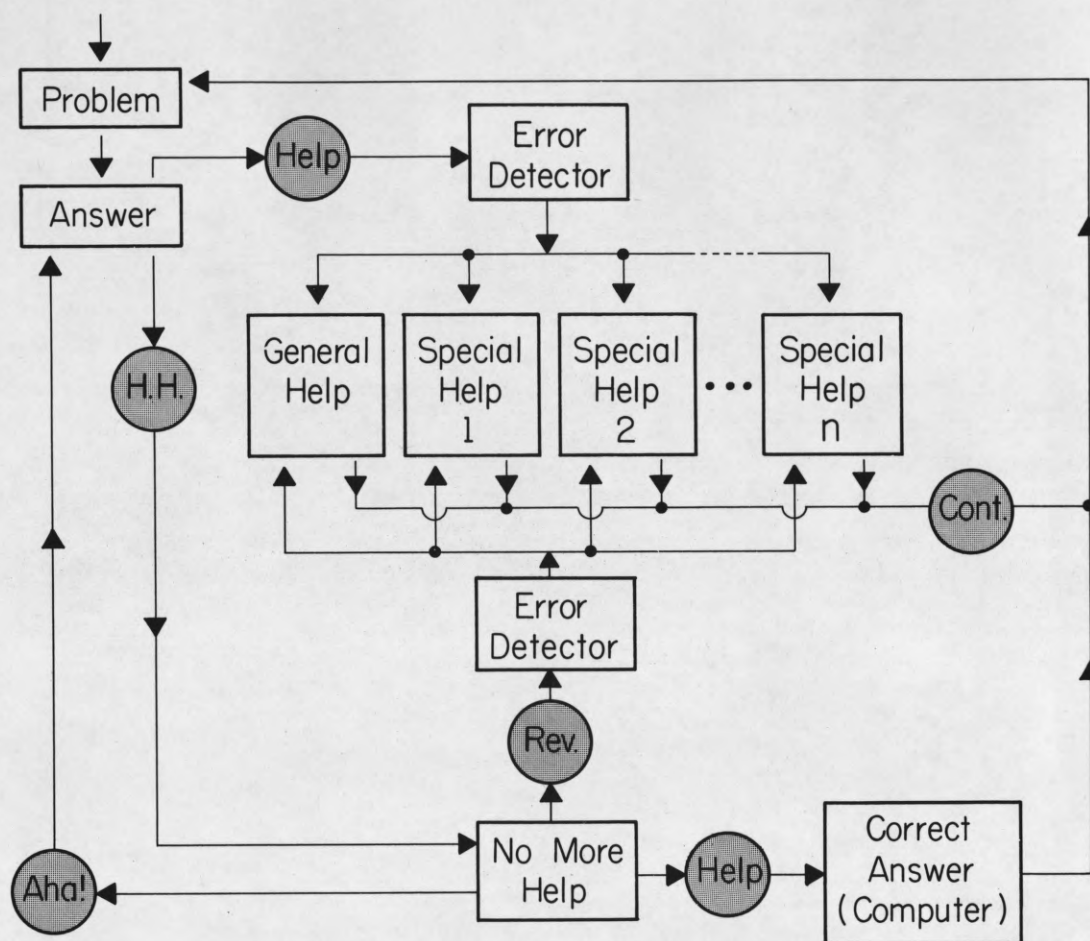 Problem
Answer
Help
Error
Detector
General
Help
Special
Help
1
Special
Help
2
•••
Special
Help
n
H.H.
Cont.
Error
Detector
Rev.
No More
Help
Aha!
Help
Correct
Answer
(Computer)